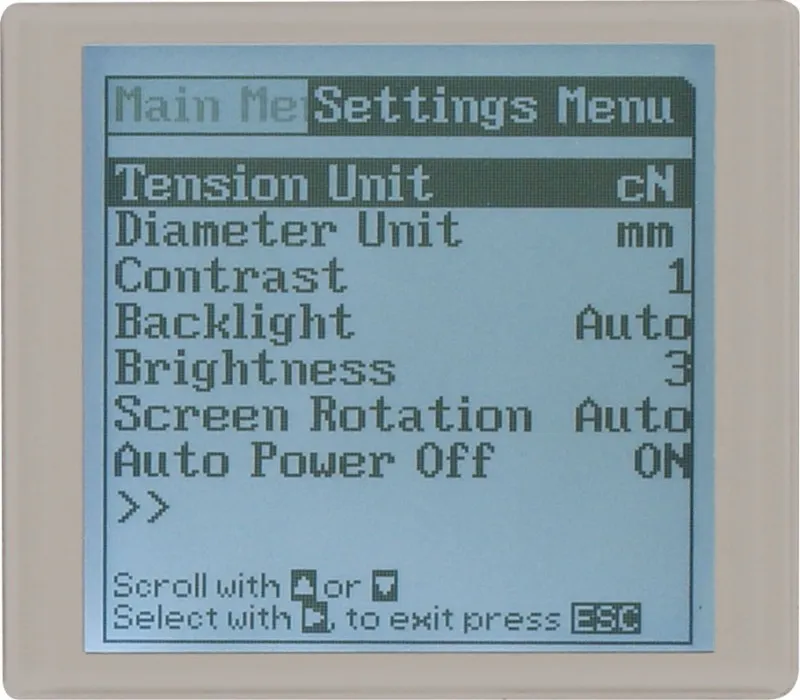 Main Me Settings Menu
Tension Unit cN
Diameter Unit mm
Contrast 1
Backlight Auto
Brightness 3
Screen Rotation Auto
Auto Power Off ON
>>
Scroll with ▲ or ▼
Select with ►, to exit press ESC